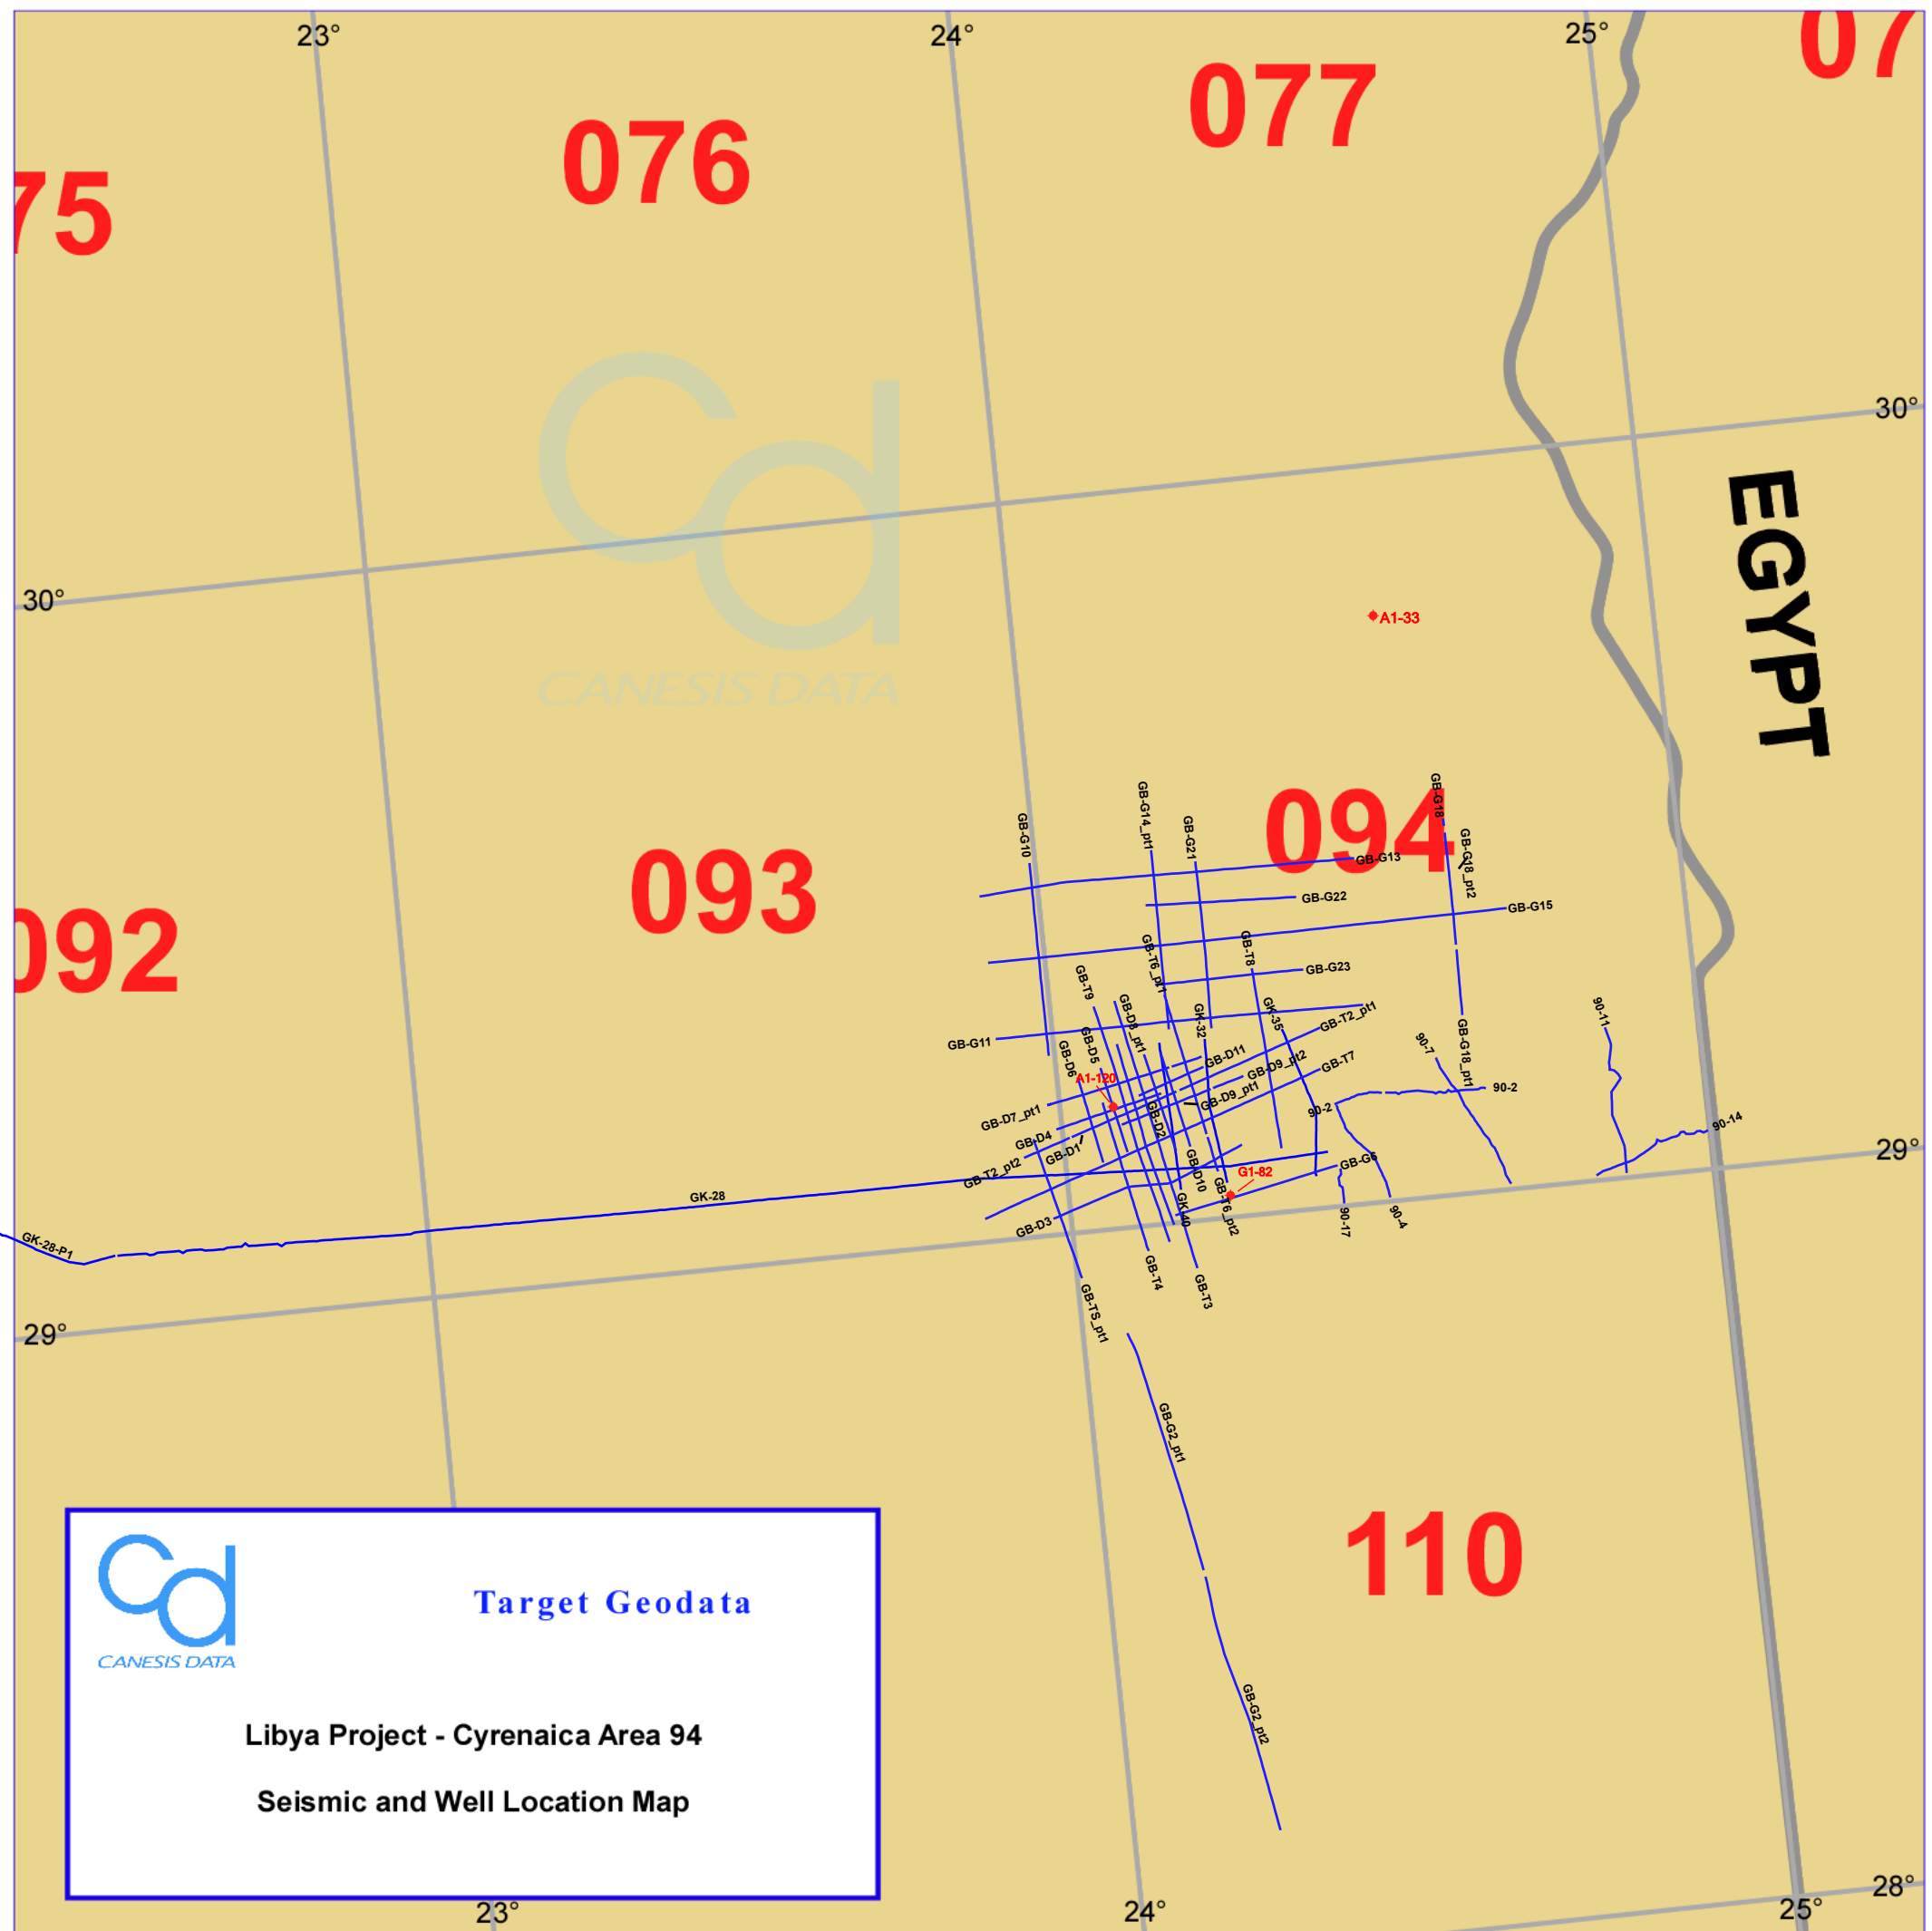 23°
24°
25°
07
077
076
75
30°
30°
EGYPT
CANESIS DATA
A1-33
094
093
092
GB-G10
GB-G14_pt1
GB-G21
GB-G18
GB-G18_pt2
GB-G13
GB-G22
GB-G15
GB-T6_pt1
GB-T8
GB-G23
GB-T9
GB-D8_pt1
GK-32
GK-35
GB-T2_pt1
90-11
GB-G11
GB-D5
GB-D6
GB-D11
GB-D9_pt2
GB-T7
90-7
GB-G18_pt1
A1-120
GB-D9_pt1
90-2
90-2
GB-D7_pt1
GB-D4
GB-D2
90-14
GB-D1
GB-T2_pt2
GB-D10
GB-G6
29°
G1-82
GK-28
GK-40
GB-T6_pt2
GB-D3
90-17
90-4
GK-28-P1
GB-T4
GB-T3
GB-TS_pt1
29°
GB-G2_pt1
110
GB-G2_pt2
Target Geodata
CANESIS DATA
Libya Project - Cyrenaica Area 94
Seismic and Well Location Map
28°
23°
24°
25°